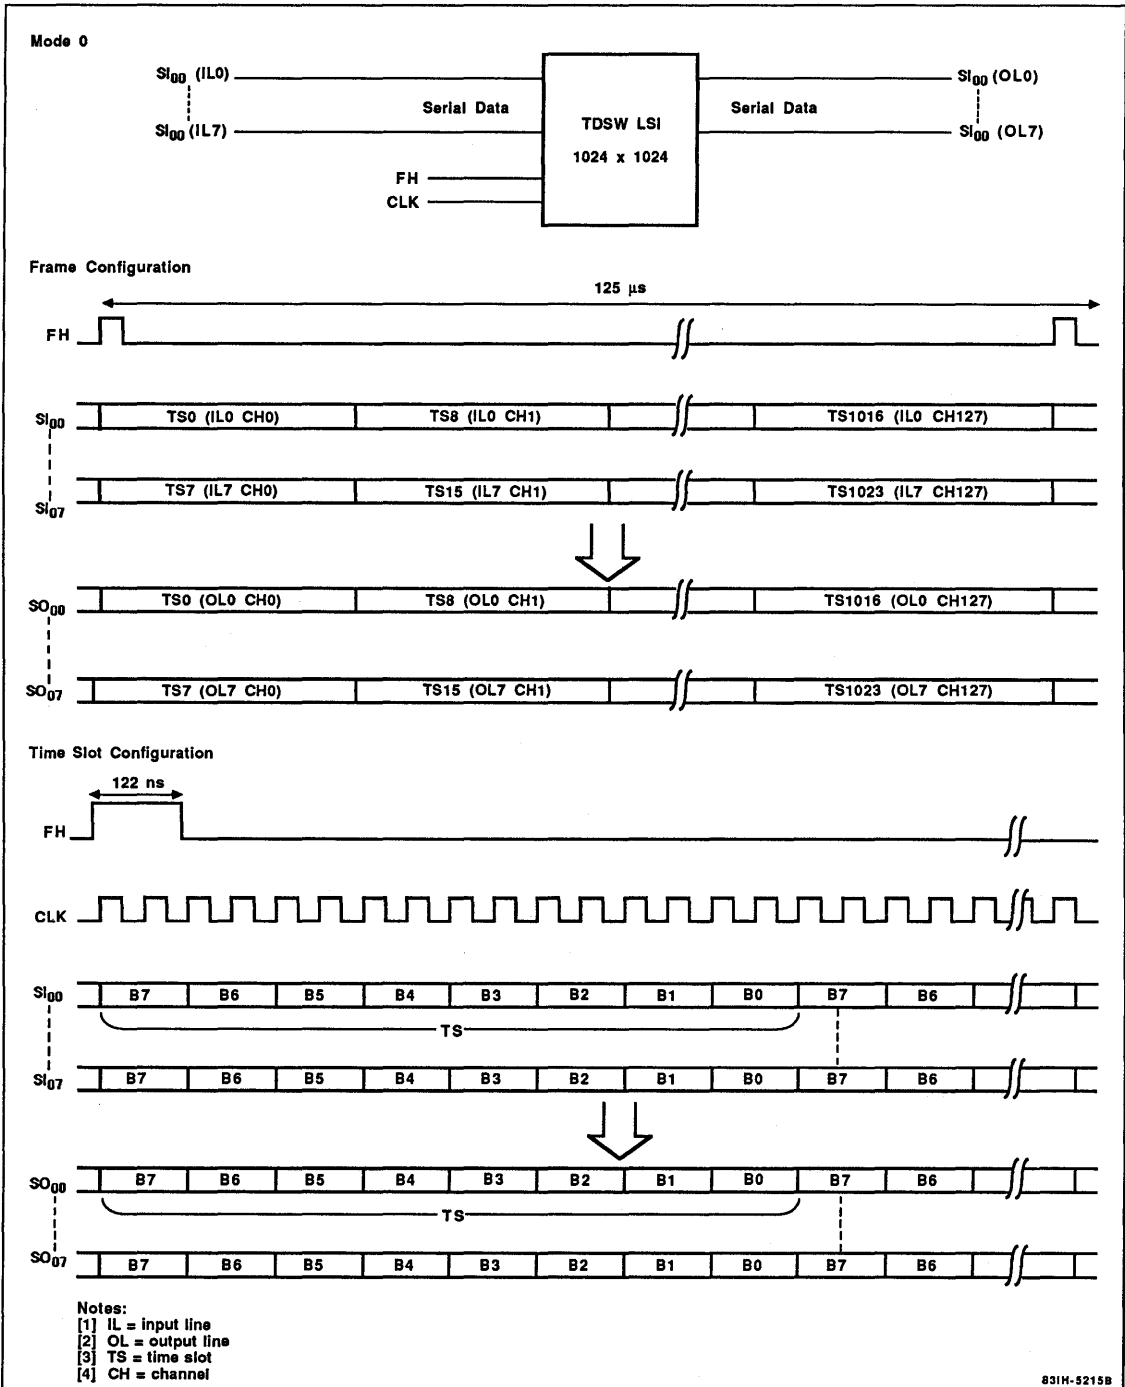 Mode 0
SI00 (IL0)
SI00 (OL0)
Serial Data
Serial Data
SI00 (IL7)
TDSW LSI
SI00 (OL7)
1024 x 1024
FH
CLK
Frame Configuration
125 µs
FH
SI00
TS0 (IL0 CH0)
TS8 (IL0 CH1)
TS1016 (IL0 CH127)
SI07
TS7 (IL7 CH0)
TS15 (IL7 CH1)
TS1023 (IL7 CH127)
SO00
TS0 (OL0 CH0)
TS8 (OL0 CH1)
TS1016 (OL0 CH127)
SO07
TS7 (OL7 CH0)
TS15 (OL7 CH1)
TS1023 (OL7 CH127)
Time Slot Configuration
122 ns
FH
CLK
SI00 B7 B6 B5 B4 B3 B2 B1 B0 B7 B6
TS
SI07 B7 B6 B5 B4 B3 B2 B1 B0 B7 B6
SO00 B7 B6 B5 B4 B3 B2 B1 B0 B7 B6
TS
SO07 B7 B6 B5 B4 B3 B2 B1 B0 B7 B6
Notes:
[1] IL = input line
[2] OL = output line
[3] TS = time slot
[4] CH = channel
83IH-5215B